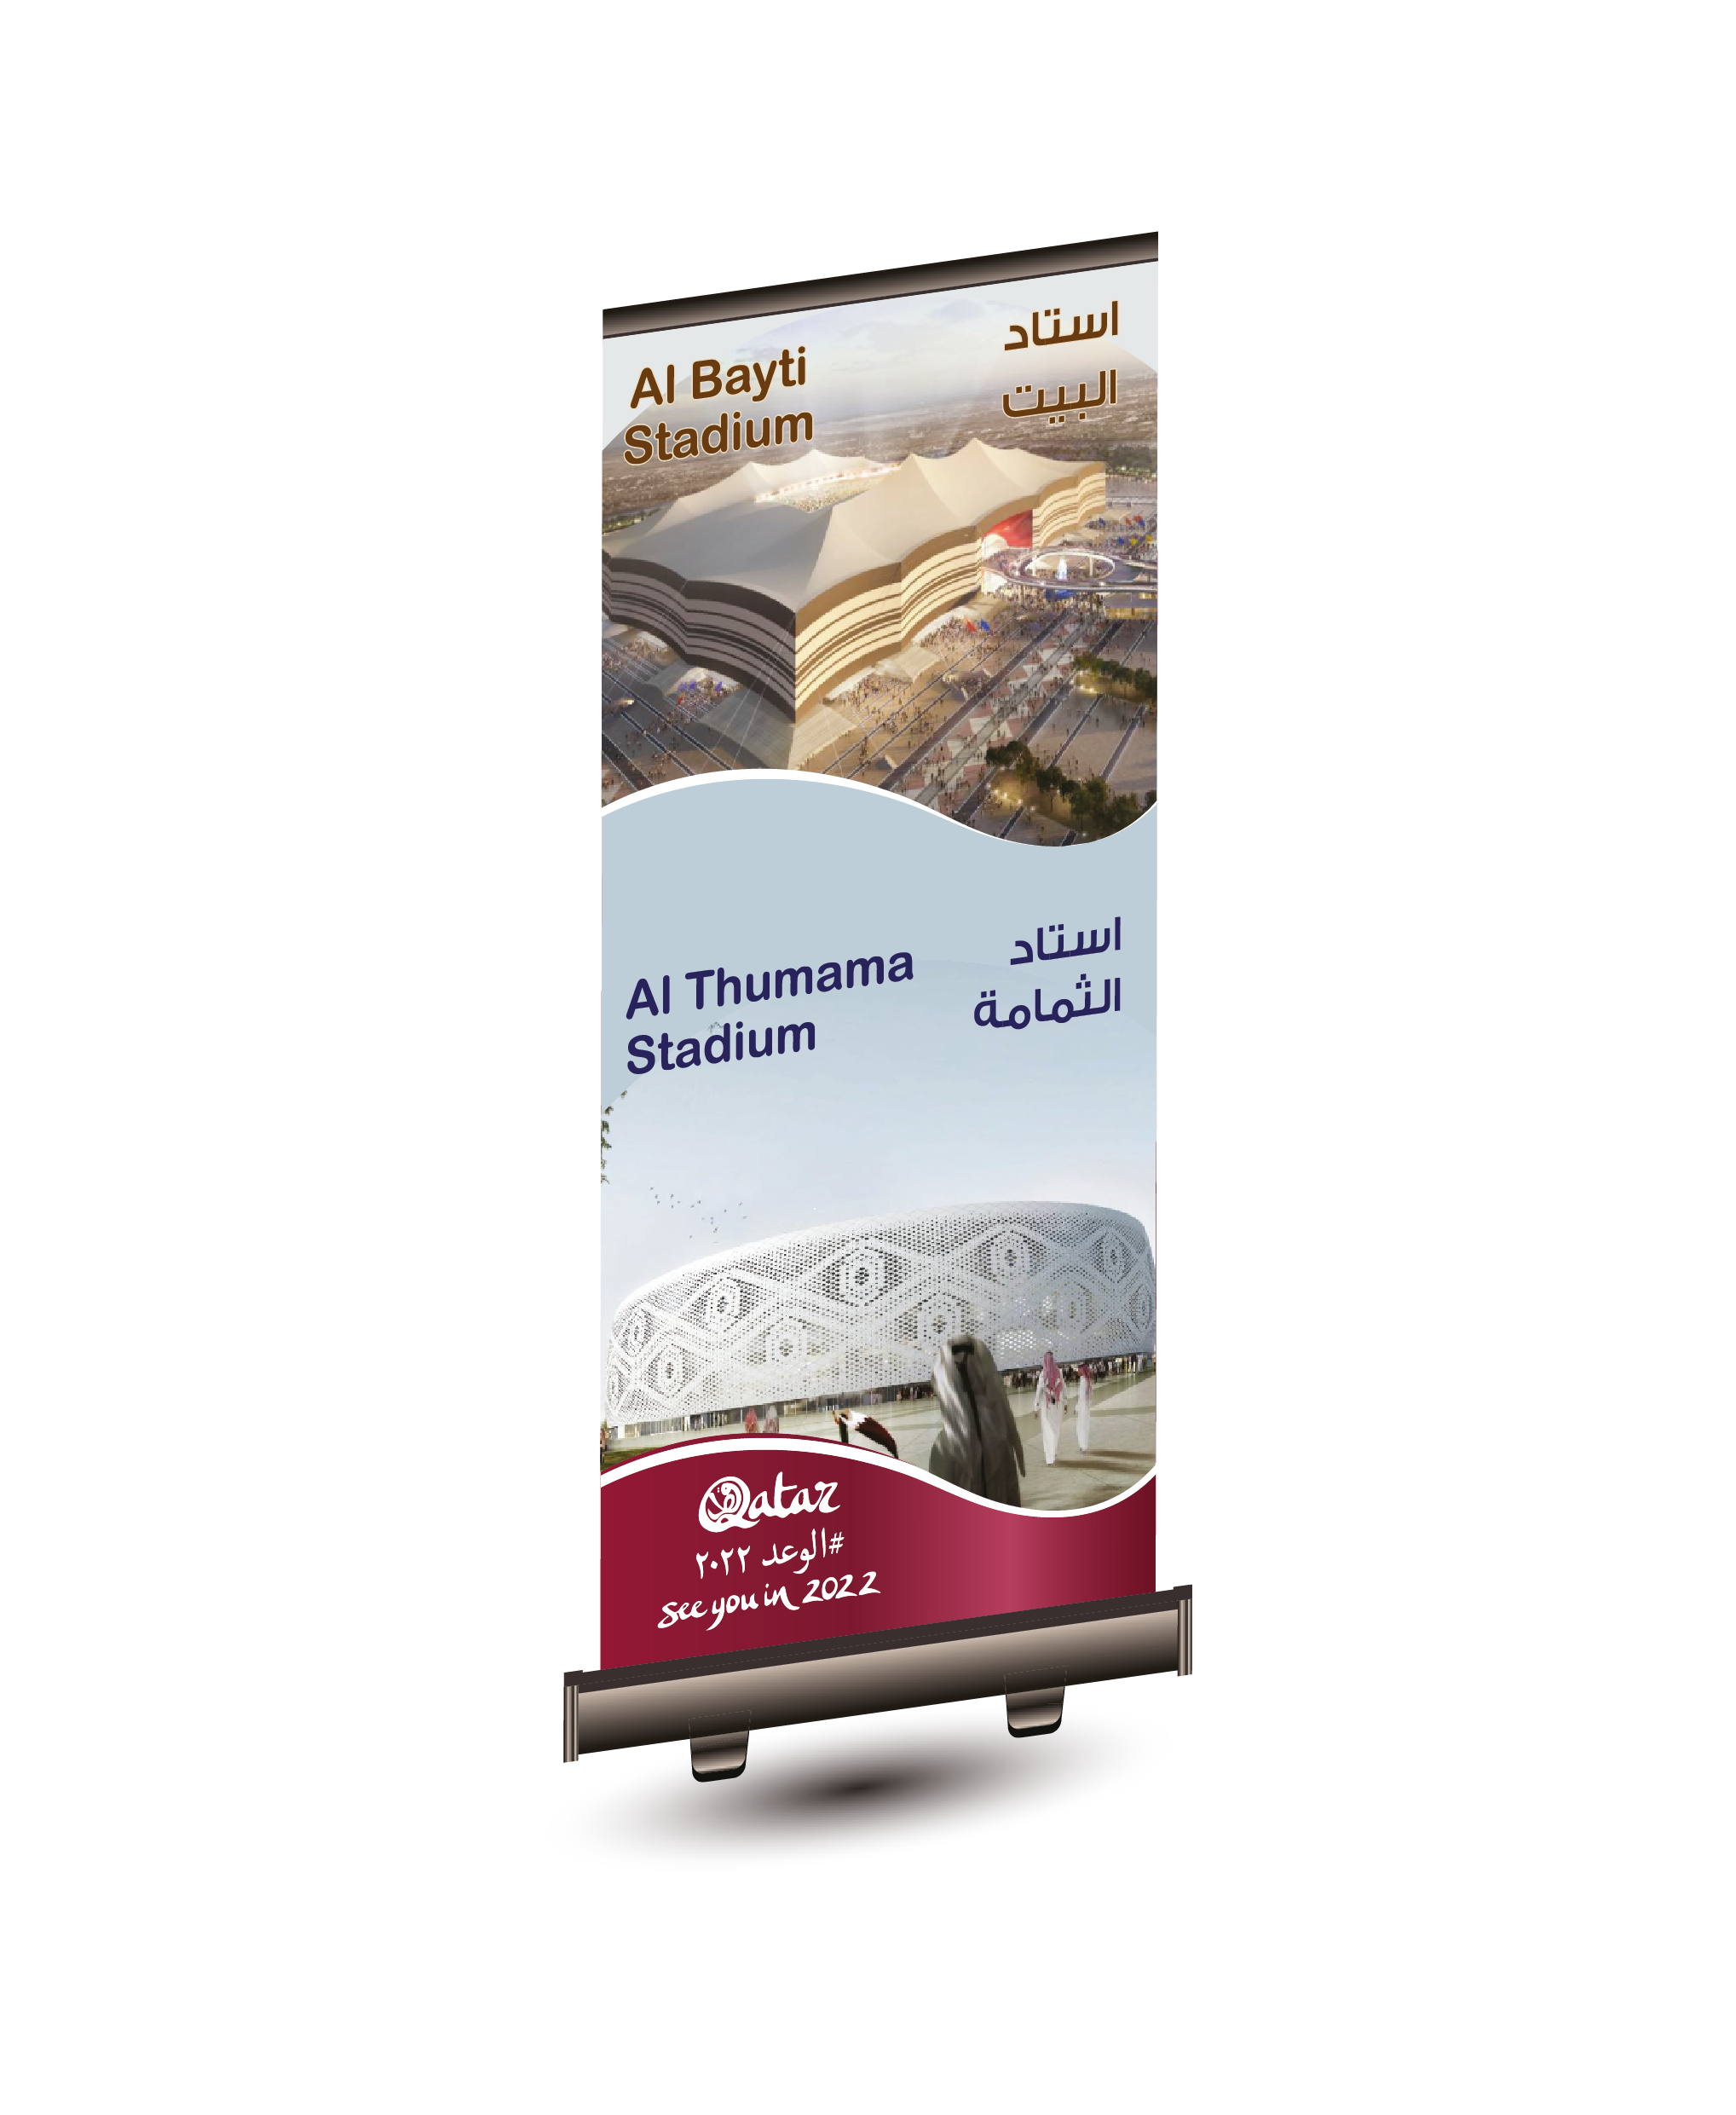 Al Bayti
Stadium
استاد
البيت
Al Thumama
Stadium
استاد
الثمامة
Qatar
#الوعد ٢٠٢٢
see you in 2022